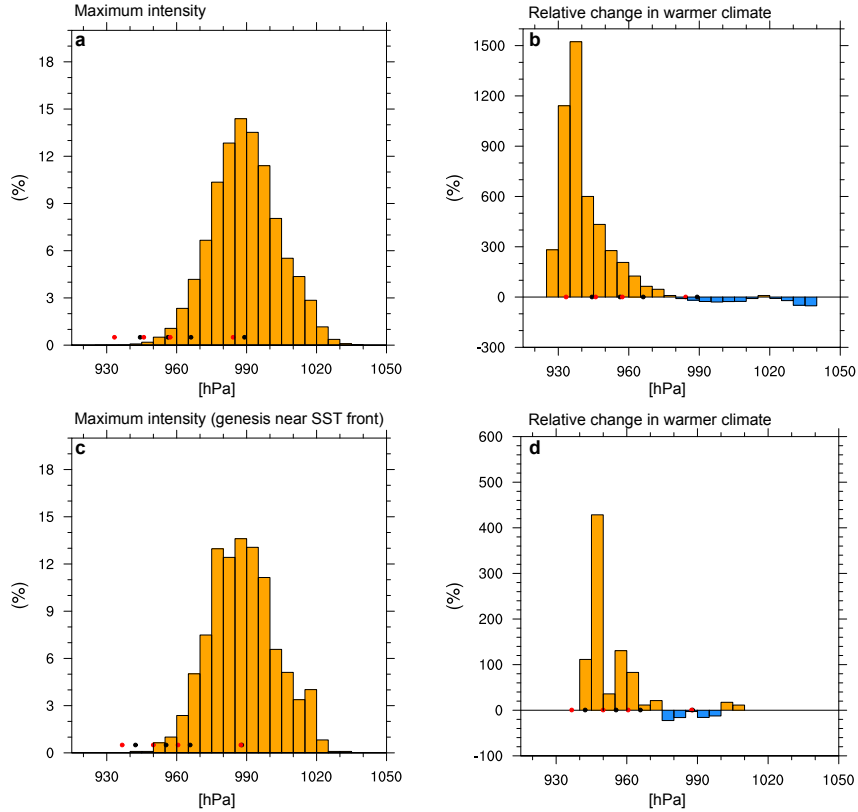 Maximum intensity
a
18
15
12
9
6
3
0
(%)
930 960 990 1020 1050
[hPa]
Relative change in warmer climate
b
1500
1200
900
600
300
0
-300
(%)
930 960 990 1020 1050
[hPa]
Maximum intensity (genesis near SST front)
c
18
15
12
9
6
3
0
(%)
930 960 990 1020 1050
[hPa]
Relative change in warmer climate
d
600
500
400
300
200
100
0
-100
(%)
930 960 990 1020 1050
[hPa]